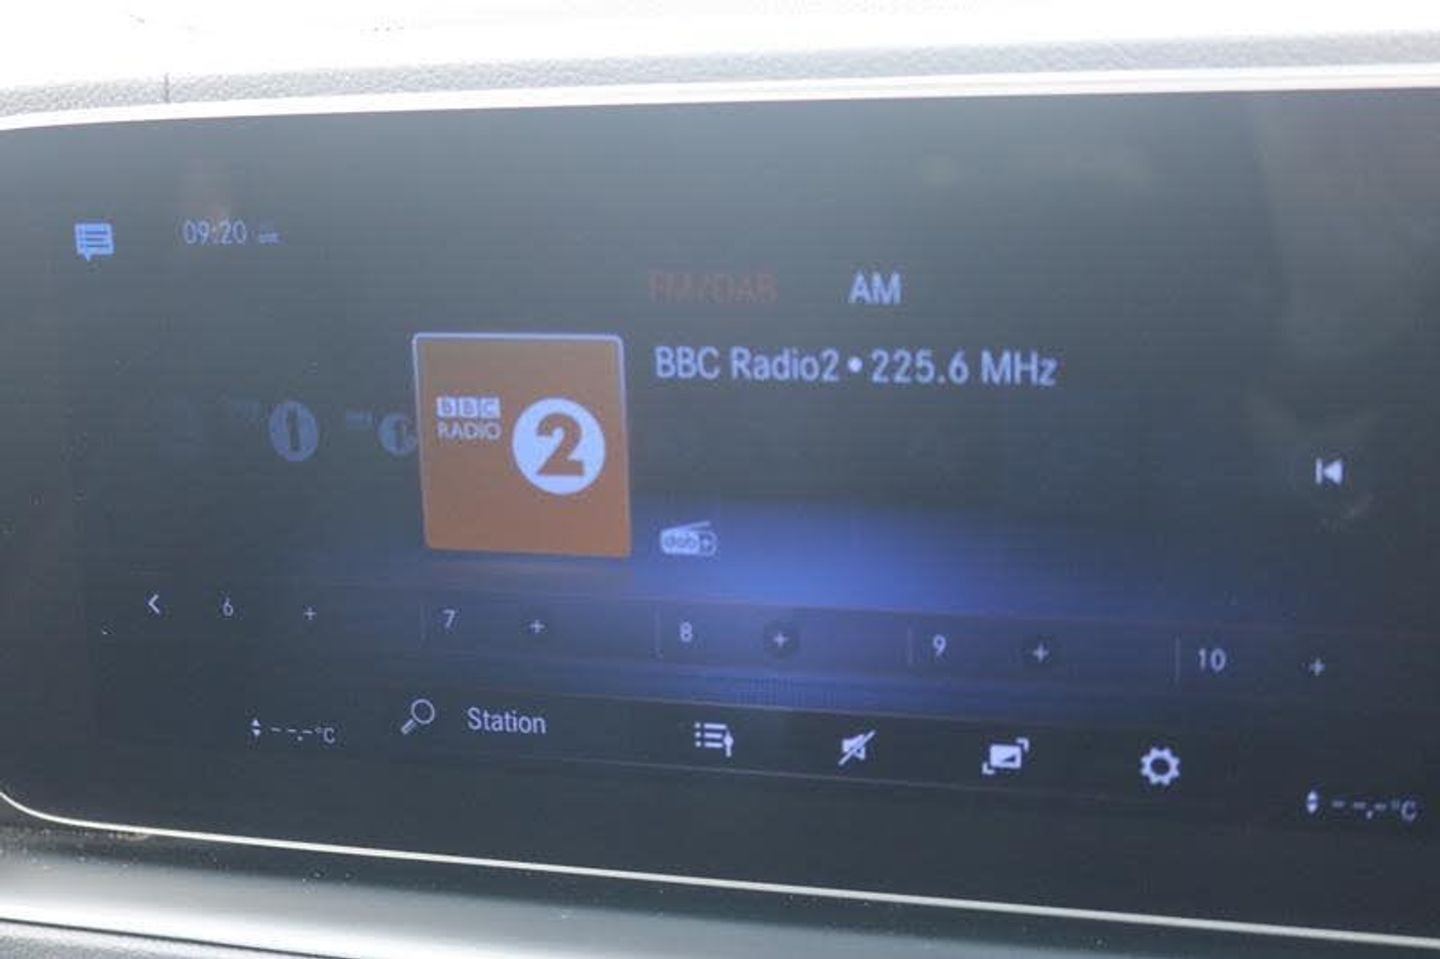 09:20
FM/DAB AM
BBC Radio2 • 225.6 MHz
BBC
RADIO 2
dab+
6 + 7 + 8 + 9 + 10 +
Station
--.-°C
--.-°C